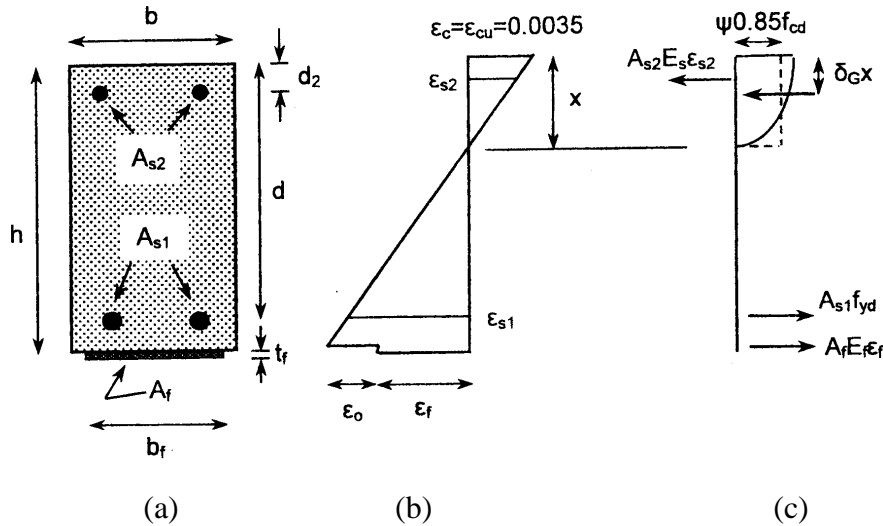 b
εc=εcu=0.0035
ψ0.85fcd
d2
As2Esεs2
εs2
δGx
x
As2
h
d
As1
εs1
As1fyd
tf
AfEfεf
Af
εo
εf
bf
(a)
(b)
(c)